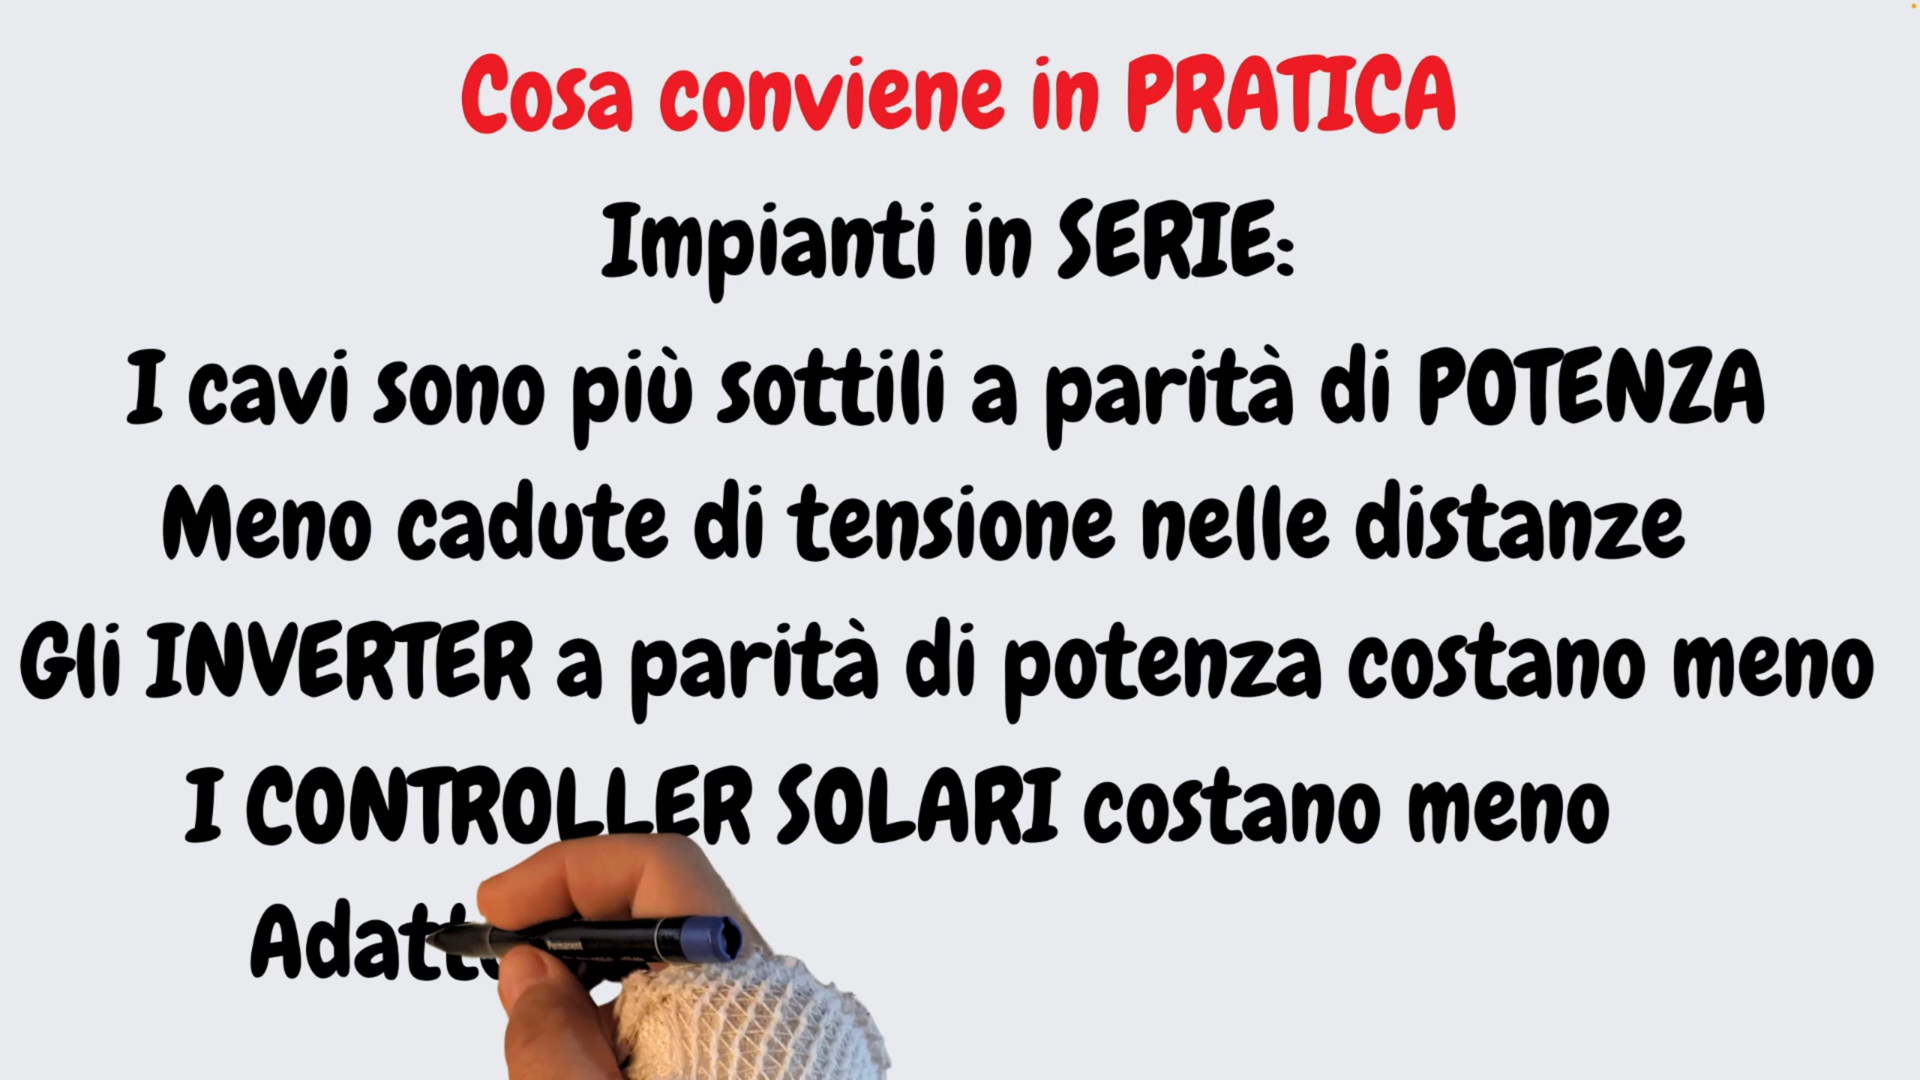 Cosa conviene in PRATICA
Impianti in SERIE:
I cavi sono più sottili a parità di POTENZA
Meno cadute di tensione nelle distanze
Gli INVERTER a parità di potenza costano meno
I CONTROLLER SOLARI costano meno
Permanent